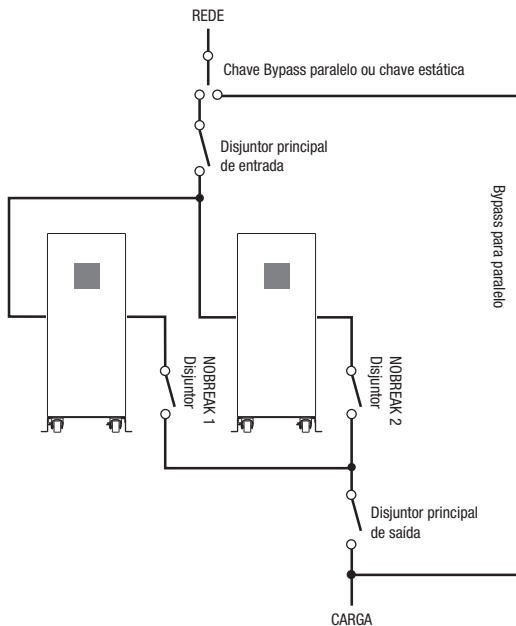 REDE
Chave Bypass paralelo ou chave estática
Disjuntor principal
de entrada
Bypass para paralelo
NOBREAK 1
Disjuntor
NOBREAK 2
Disjuntor
Disjuntor principal
de saída
CARGA